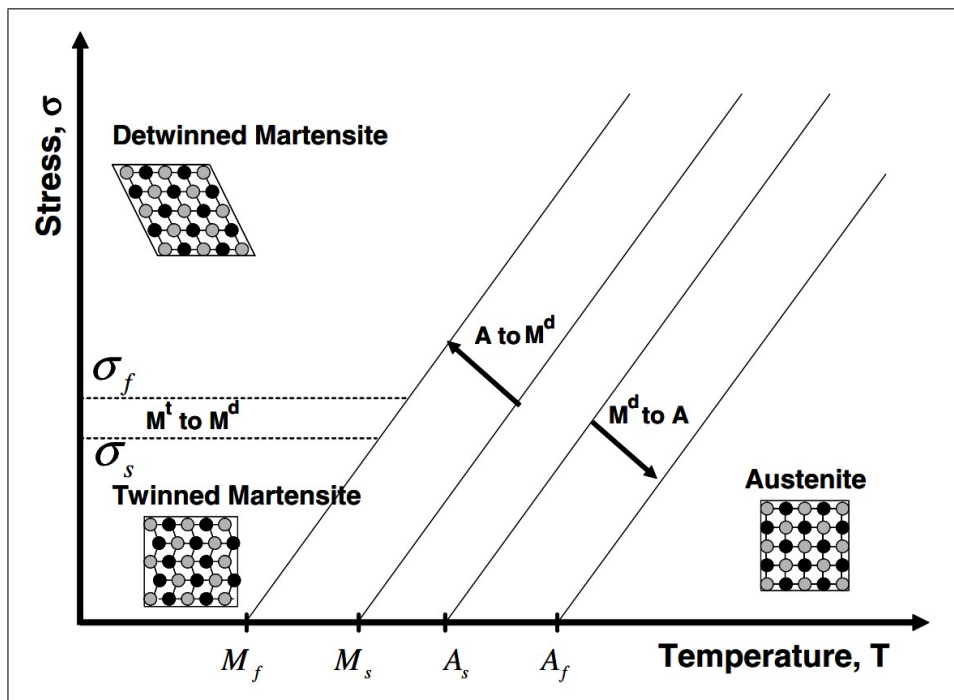 Stress, σ
Detwinned Martensite
A to M^d
σ_f
M^t to M^d
M^d to A
σ_s
Twinned Martensite
Austenite
M_f
M_s
A_s
A_f
Temperature, T